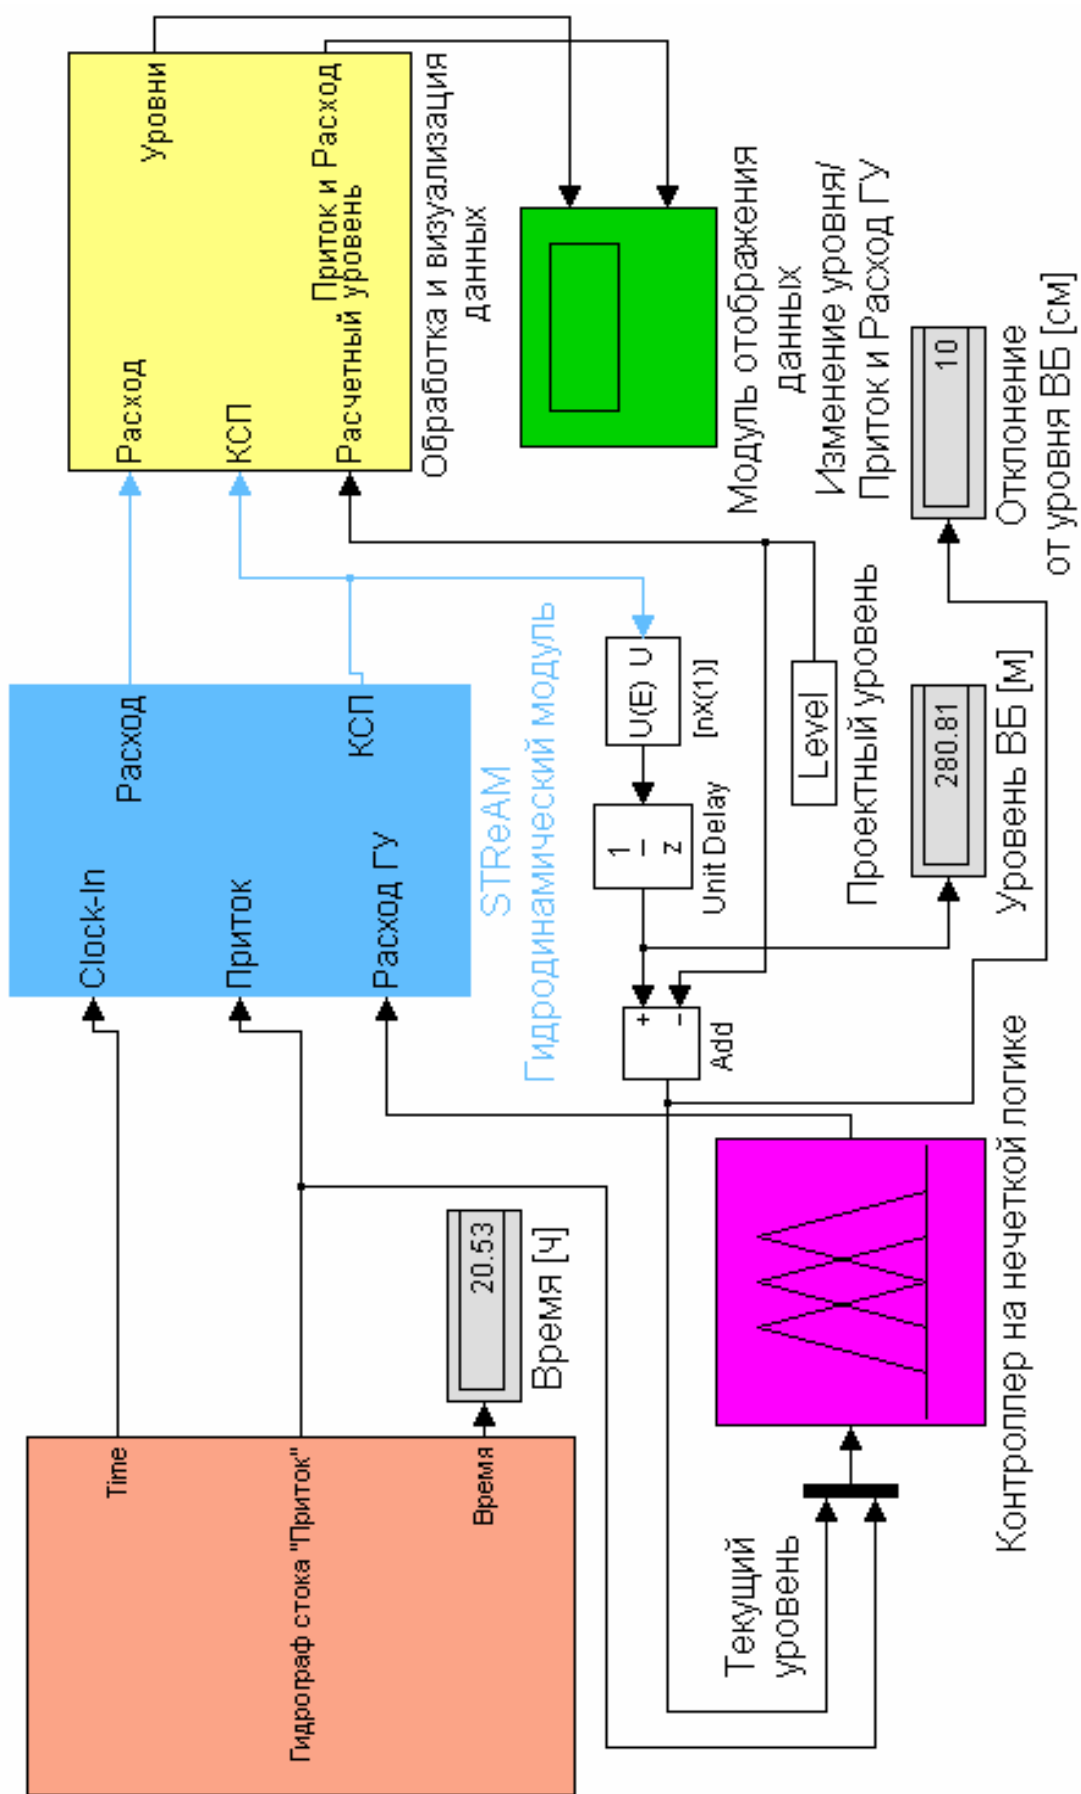 Time
Гидрограф стока "Приток"
Время
20.53
Время [ч]
Clock-In
Приток
Расход ГУ
Расход
КСП
STReAM
Гидродинамический модуль
Расход
КСП
Расчетный уровень
Уровни
Приток и Расход
Обработка и визуализация
данных
Модуль отображения
данных
Изменение уровня/
Приток и Расход ГУ
U(E) U
[nX(1)]
1
z
Unit Delay
+
−
Add
Level
Проектный уровень
280.81
Уровень ВБ [м]
10
Отклонение
от уровня ВБ [см]
Текущий
уровень
Контроллер на нечеткой логике